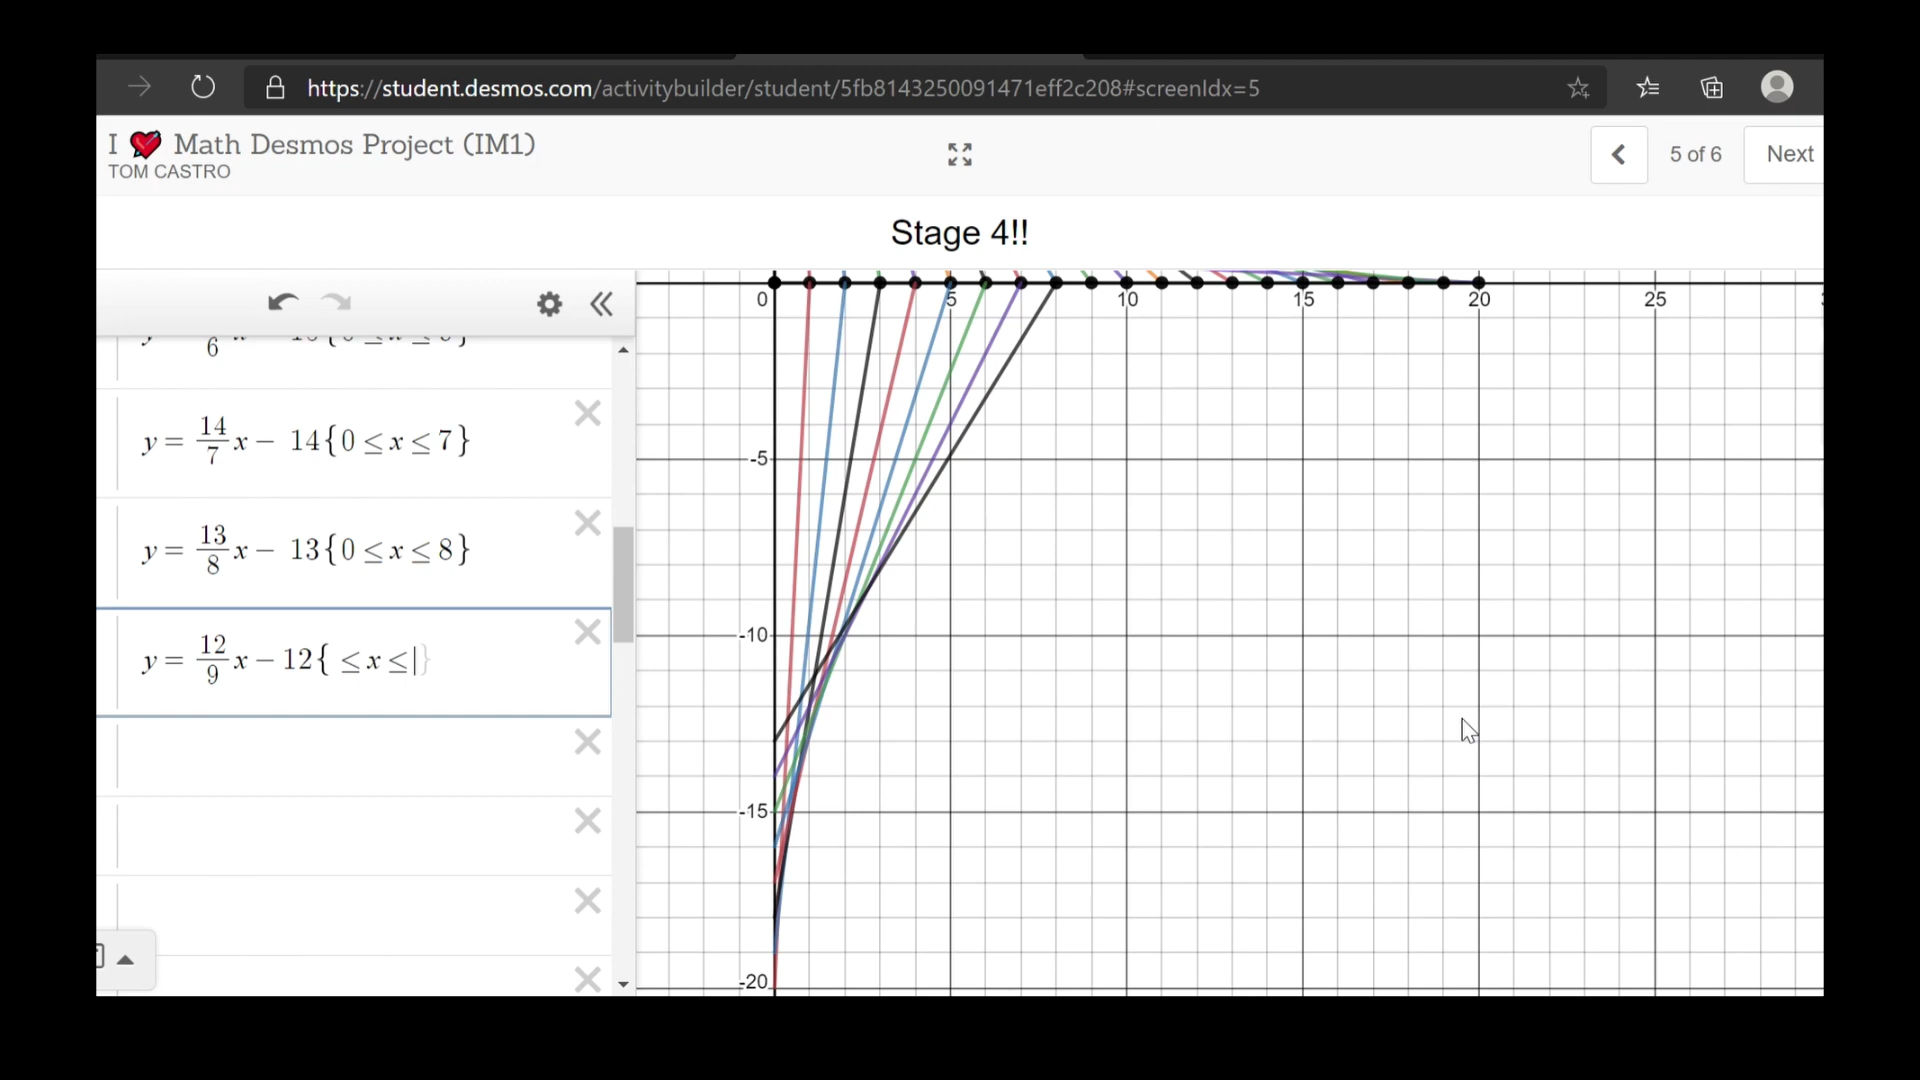 https://student.desmos.com/activitybuilder/student/5fb8143250091471eff2c208#screenIdx=5
I ❤ Math Desmos Project (IM1)
TOM CASTRO
5 of 6
Next
Stage 4!!
6
y = 14/7 x − 14{0 ≤ x ≤ 7}
y = 13/8 x − 13{0 ≤ x ≤ 8}
y = 12/9 x − 12{ ≤ x ≤ }
0 5 10 15 20 25
-5
-10
-15
-20